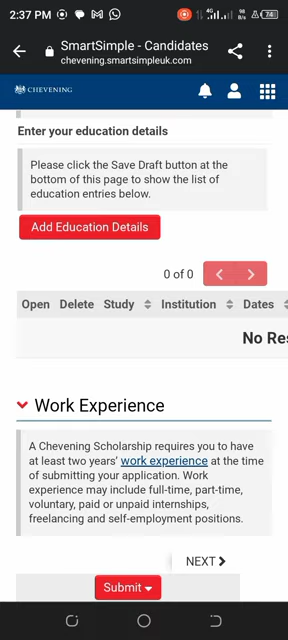 2:37 PM
4G
98
B/s
74
SmartSimple - Candidates
chevening.smartsimpleuk.com
CHEVENING
Enter your education details
Please click the Save Draft button at the
bottom of this page to show the list of
education entries below.
Add Education Details
0 of 0
Open Delete Study Institution Dates
No Res
Work Experience
A Chevening Scholarship requires you to have
at least two years’ work experience at the time
of submitting your application. Work
experience may include full-time, part-time,
voluntary, paid or unpaid internships,
freelancing and self-employment positions.
NEXT
Submit